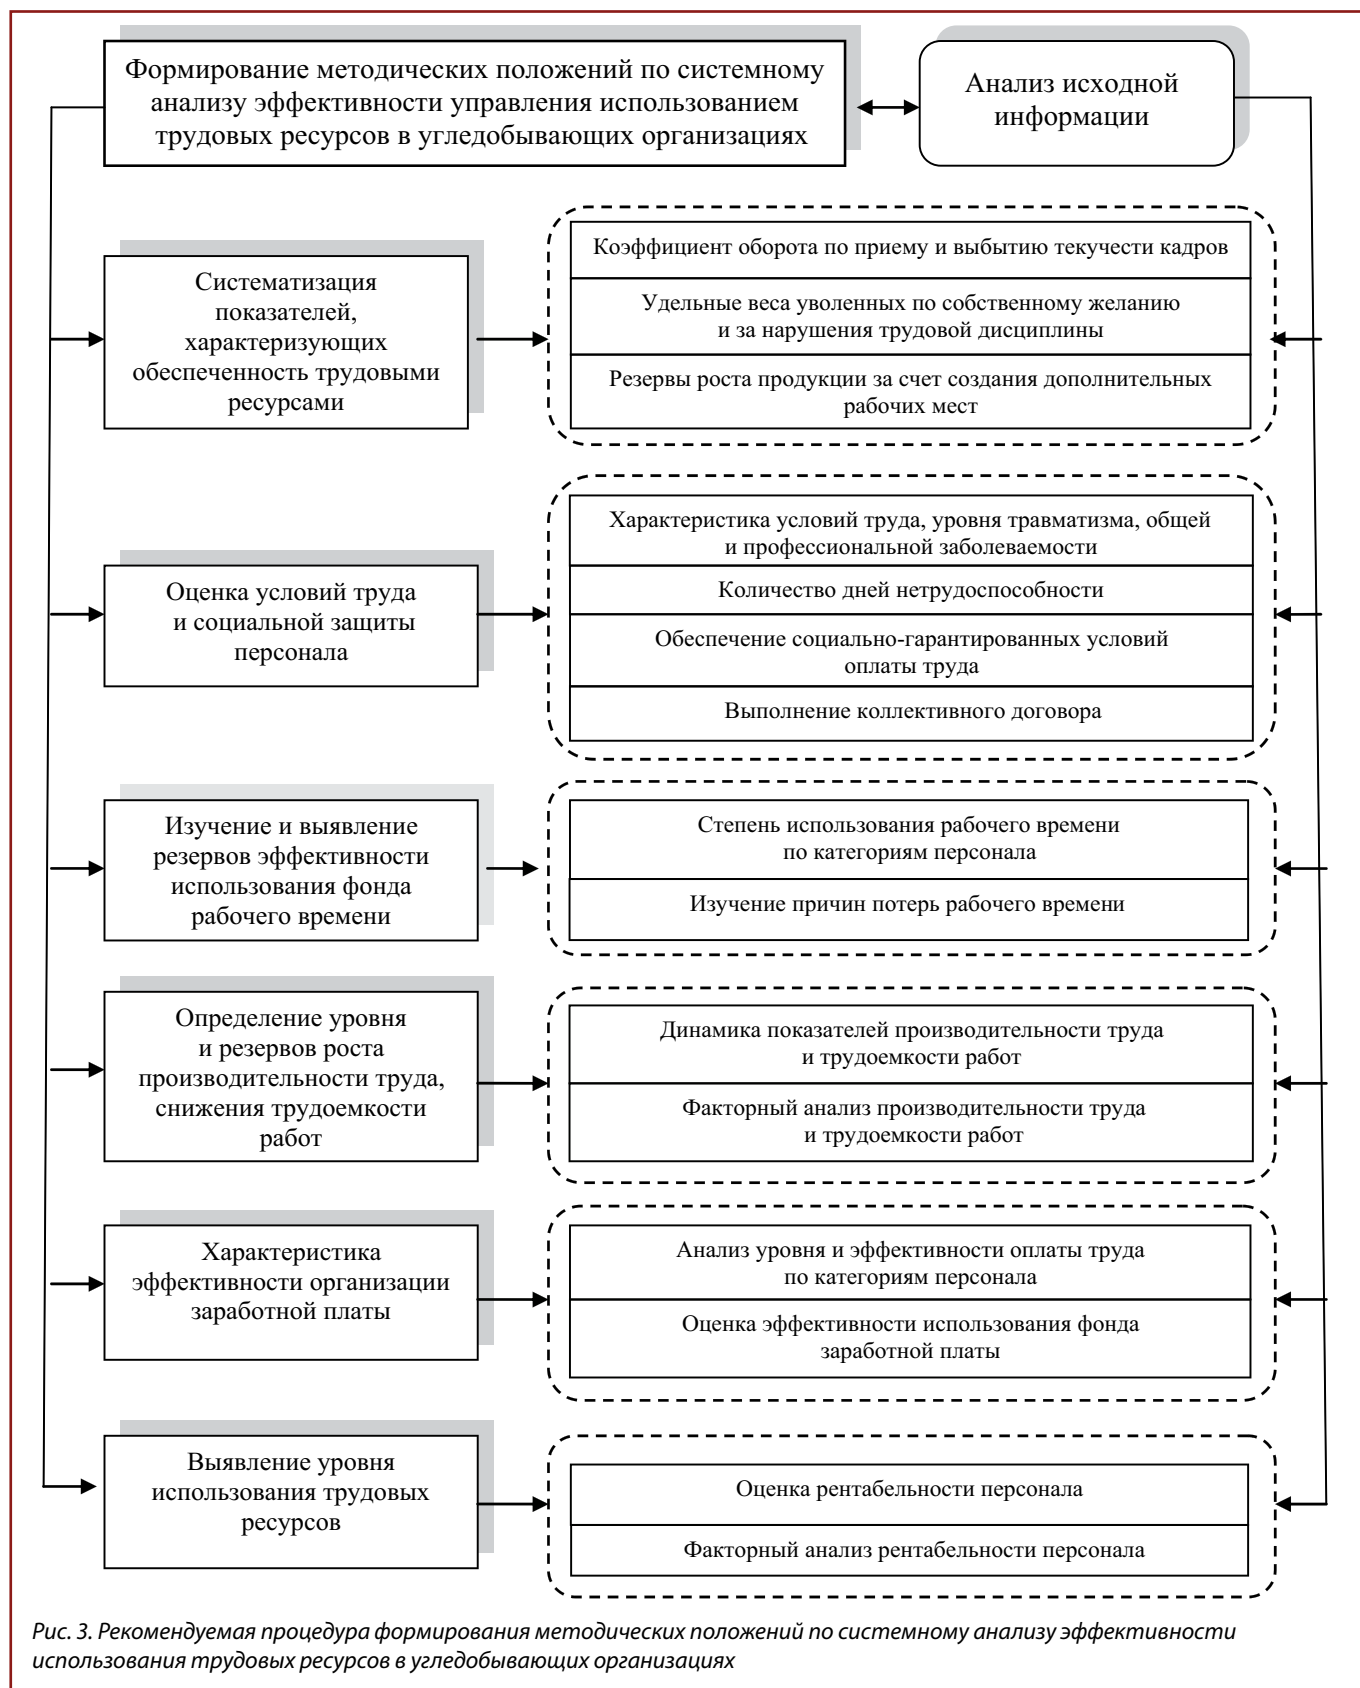 Формирование методических положений по системному
анализу эффективности управления использованием
трудовых ресурсов в угледобывающих организациях
Анализ исходной
информации
Систематизация
показателей,
характеризующих
обеспеченность трудовыми
ресурсами
Коэффициент оборота по приему и выбытию текучести кадров
Удельные веса уволенных по собственному желанию
и за нарушения трудовой дисциплины
Резервы роста продукции за счет создания дополнительных
рабочих мест
Оценка условий труда
и социальной защиты
персонала
Характеристика условий труда, уровня травматизма, общей
и профессиональной заболеваемости
Количество дней нетрудоспособности
Обеспечение социально-гарантированных условий
оплаты труда
Выполнение коллективного договора
Изучение и выявление
резервов эффективности
использования фонда
рабочего времени
Степень использования рабочего времени
по категориям персонала
Изучение причин потерь рабочего времени
Определение уровня
и резервов роста
производительности труда,
снижения трудоемкости
работ
Динамика показателей производительности труда
и трудоемкости работ
Факторный анализ производительности труда
и трудоемкости работ
Характеристика
эффективности организации
заработной платы
Анализ уровня и эффективности оплаты труда
по категориям персонала
Оценка эффективности использования фонда
заработной платы
Выявление уровня
использования трудовых
ресурсов
Оценка рентабельности персонала
Факторный анализ рентабельности персонала
Рис. 3. Рекомендуемая процедура формирования методических положений по системному анализу эффективности
использования трудовых ресурсов в угледобывающих организациях